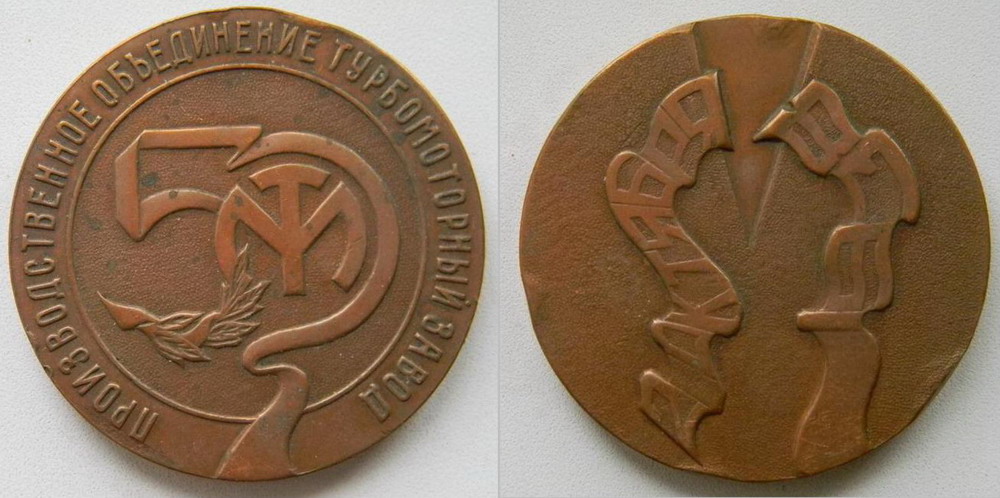 ПРОИЗВОДСТВЕННОЕ ОБЪЕДИНЕНИЕ ТУРБОМОТОРНЫЙ ЗАВОД
50
ТМ